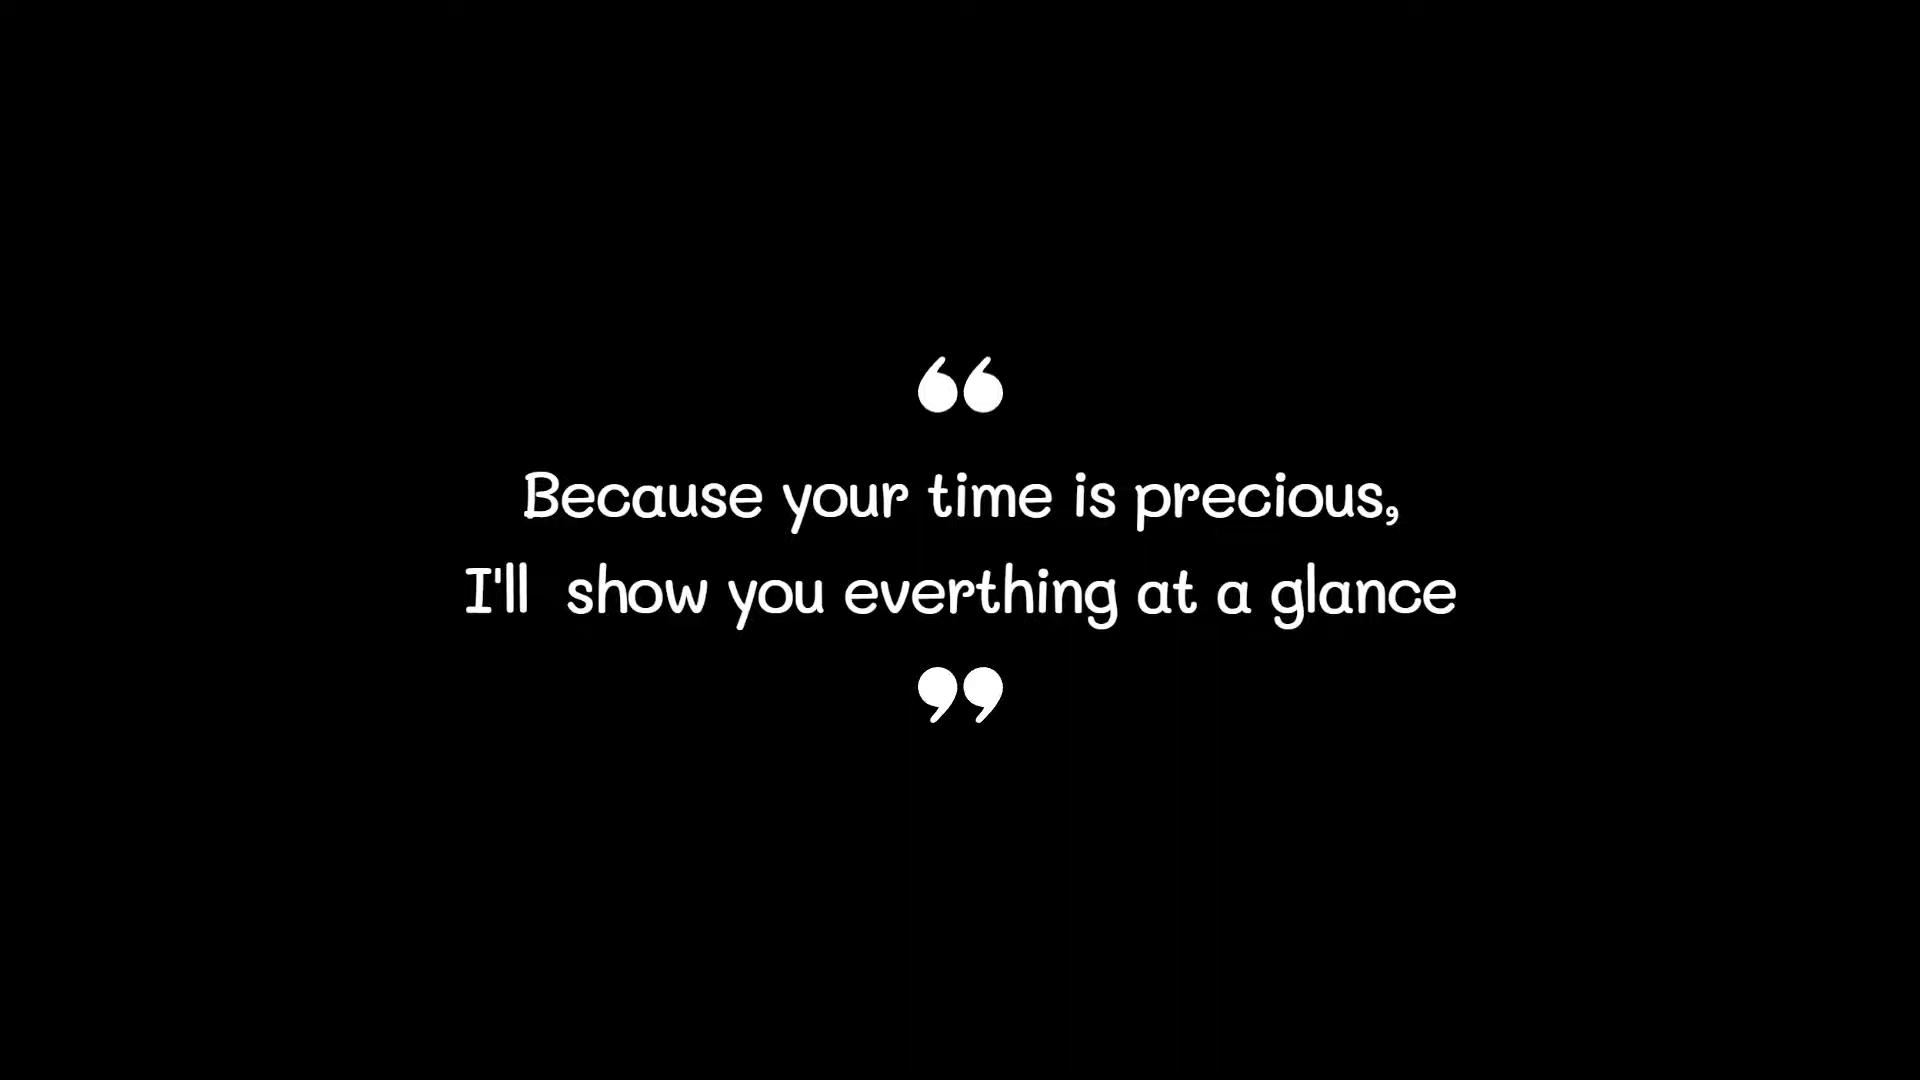 “
Because your time is precious,
I'll  show you everthing at a glance
”